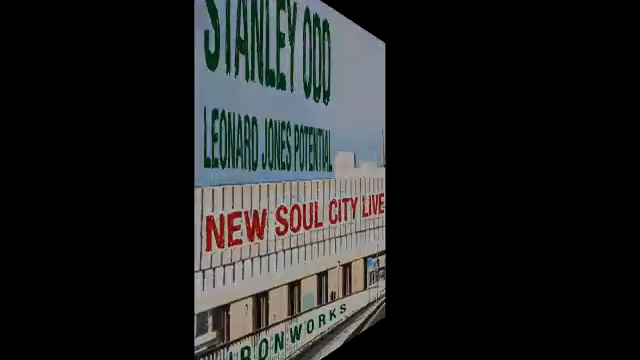 STANLEY ODD
LEONARD JONES POTENTIAL
NEW SOUL CITY LIVE
IRONWORKS